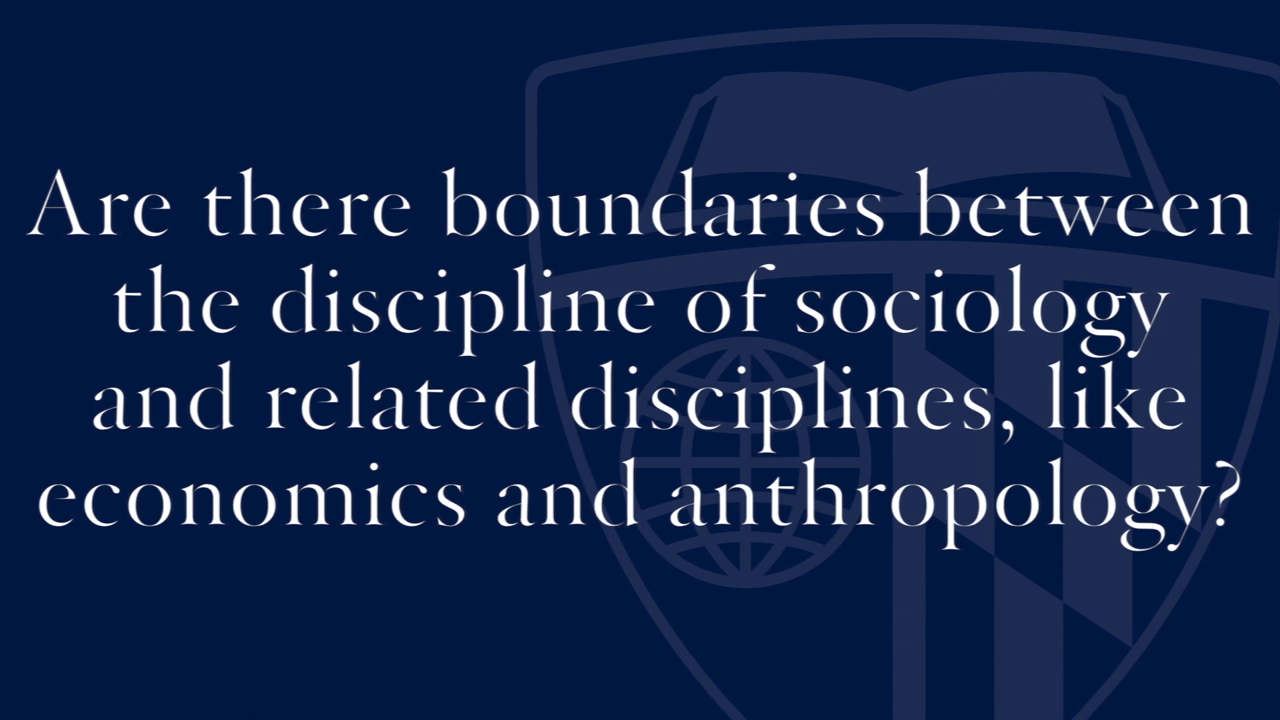 Are there boundaries between
the discipline of sociology
and related disciplines, like
economics and anthropology?